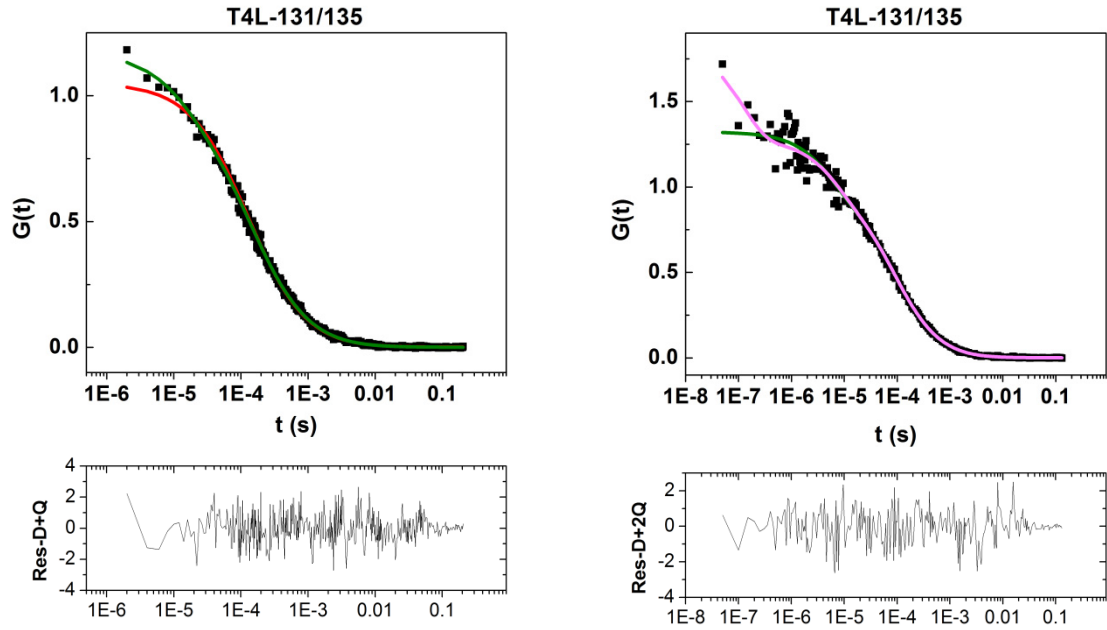 T4L-131/135
1.0
0.5
0.0
G(t)
1E-6 1E-5 1E-4 1E-3 0.01 0.1
t (s)
4
2
0
-2
-4
Res-D+Q
1E-6 1E-5 1E-4 1E-3 0.01 0.1
T4L-131/135
1.5
1.0
0.5
0.0
G(t)
1E-8 1E-7 1E-6 1E-5 1E-4 1E-3 0.01 0.1
t (s)
2
0
-2
-4
Res-D+2Q
1E-8 1E-7 1E-6 1E-5 1E-4 1E-3 0.01 0.1